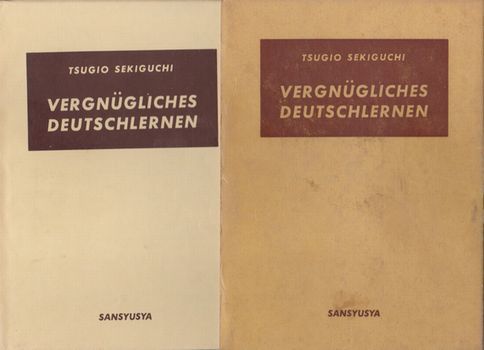 TSUGIO SEKIGUCHI
VERGNÜGLICHES
DEUTSCHLERNEN
SANSYUSYA
TSUGIO SEKIGUCHI
VERGNÜGLICHES
DEUTSCHLERNEN
SANSYUSYA